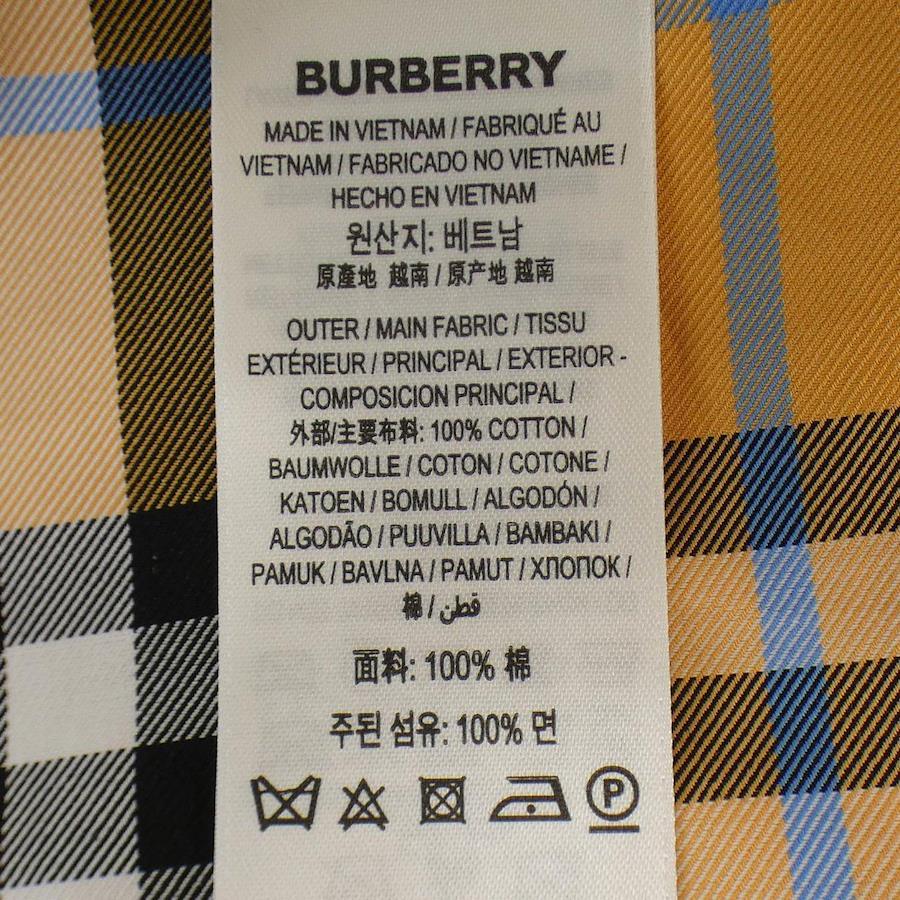 BURBERRY
MADE IN VIETNAM / FABRIQUÉ AU
VIETNAM / FABRICADO NO VIETNAME /
HECHO EN VIETNAM
원산지: 베트남
原產地 越南 / 原产地 越南
OUTER / MAIN FABRIC / TISSU
EXTÉRIEUR / PRINCIPAL / EXTERIOR -
COMPOSICION PRINCIPAL /
外部/主要布料: 100% COTTON /
BAUMWOLLE / COTON / COTONE /
KATOEN / BOMULL / ALGODÓN /
ALGODÃO / PUUVILLA / BAMBAKI /
PAMUK / BAVLNA / PAMUT / ХЛОПОК /
棉 / قطن
面料: 100% 棉
주된 섬유: 100% 면
P